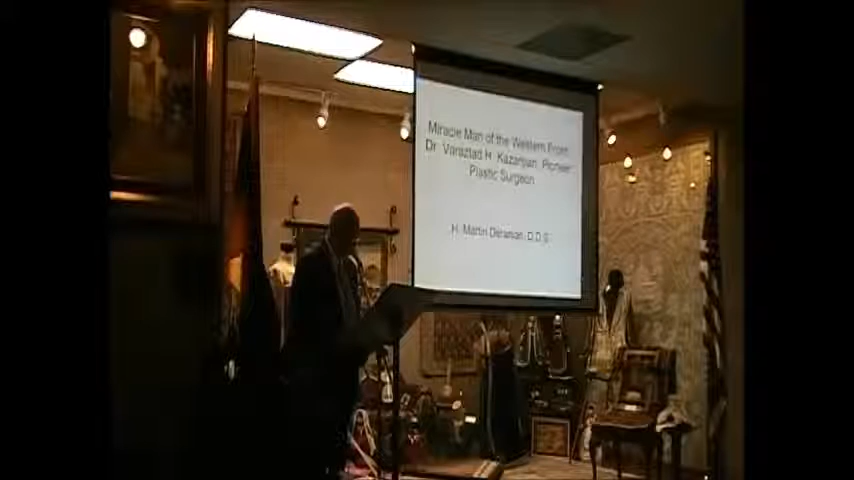 Miracle Man of the Western Front
Dr. Varaztad H. Kazanjian, Pioneer
Plastic Surgeon
H. Martin Deranian, D.D.S.